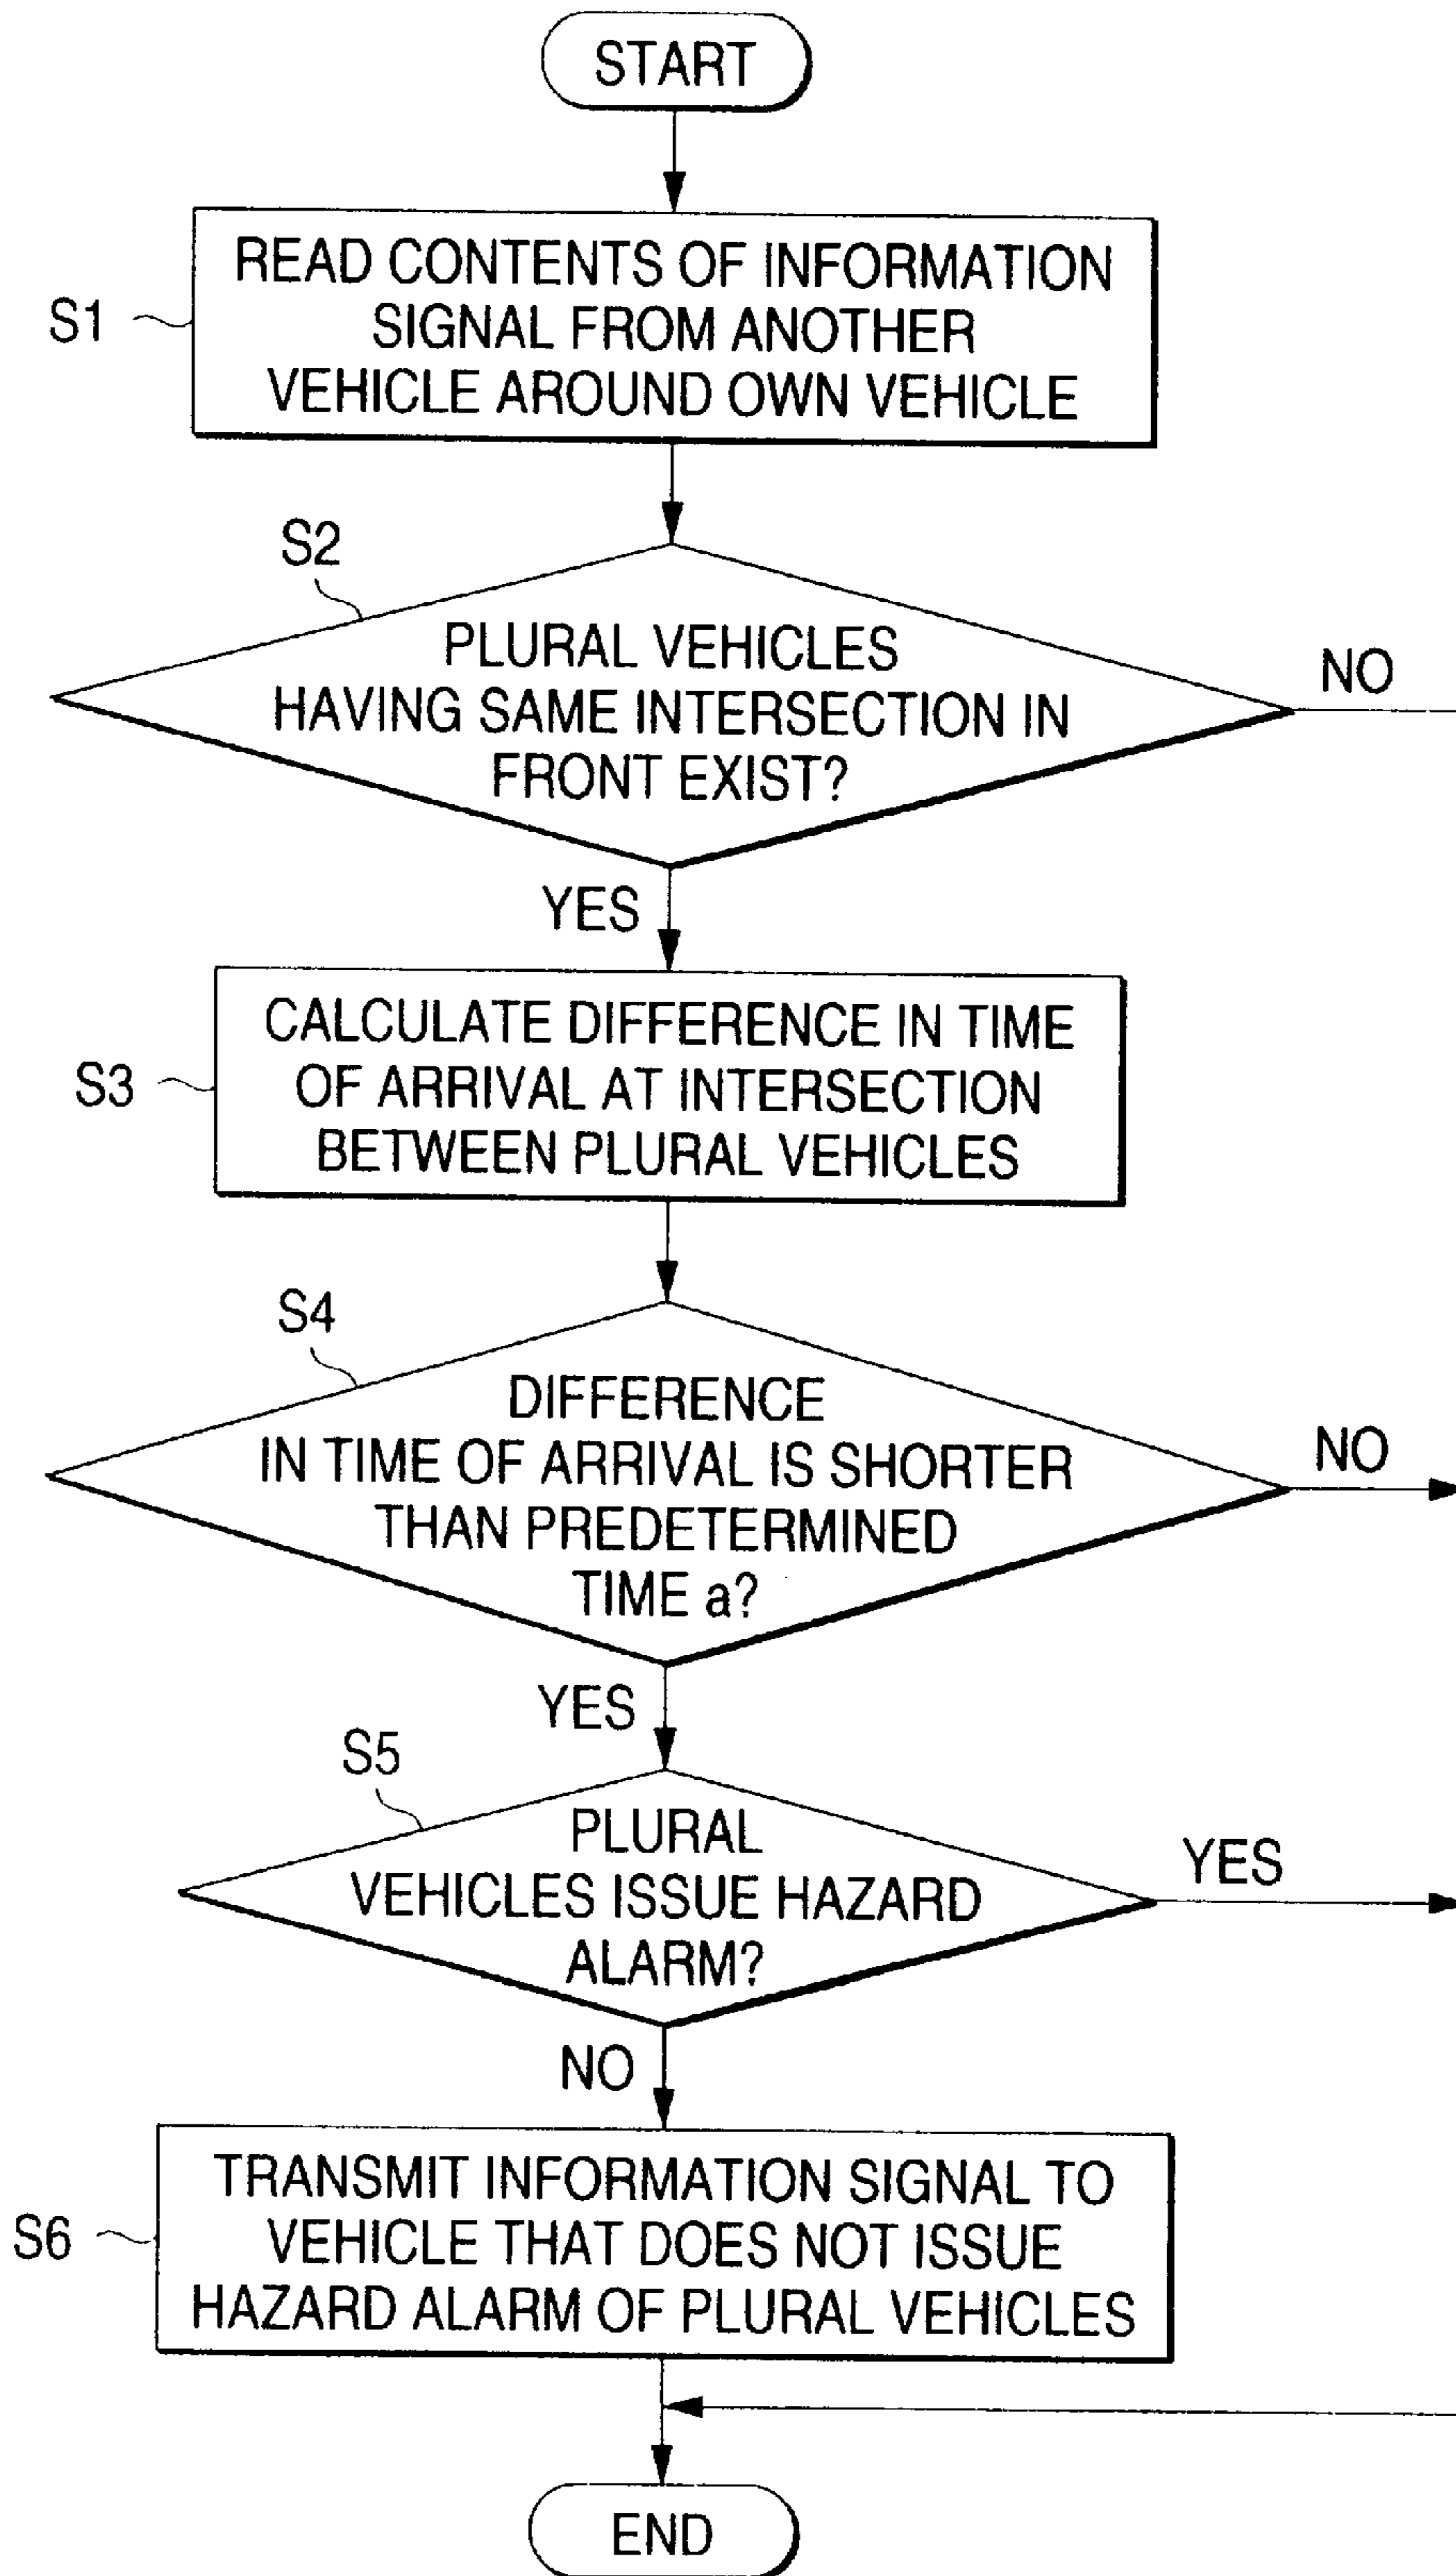 START
S1
READ CONTENTS OF INFORMATION
SIGNAL FROM ANOTHER
VEHICLE AROUND OWN VEHICLE
S2
PLURAL VEHICLES
HAVING SAME INTERSECTION IN
FRONT EXIST?
NO
YES
S3
CALCULATE DIFFERENCE IN TIME
OF ARRIVAL AT INTERSECTION
BETWEEN PLURAL VEHICLES
S4
DIFFERENCE
IN TIME OF ARRIVAL IS SHORTER
THAN PREDETERMINED
TIME a?
NO
YES
S5
PLURAL
VEHICLES ISSUE HAZARD
ALARM?
YES
NO
S6
TRANSMIT INFORMATION SIGNAL TO
VEHICLE THAT DOES NOT ISSUE
HAZARD ALARM OF PLURAL VEHICLES
END